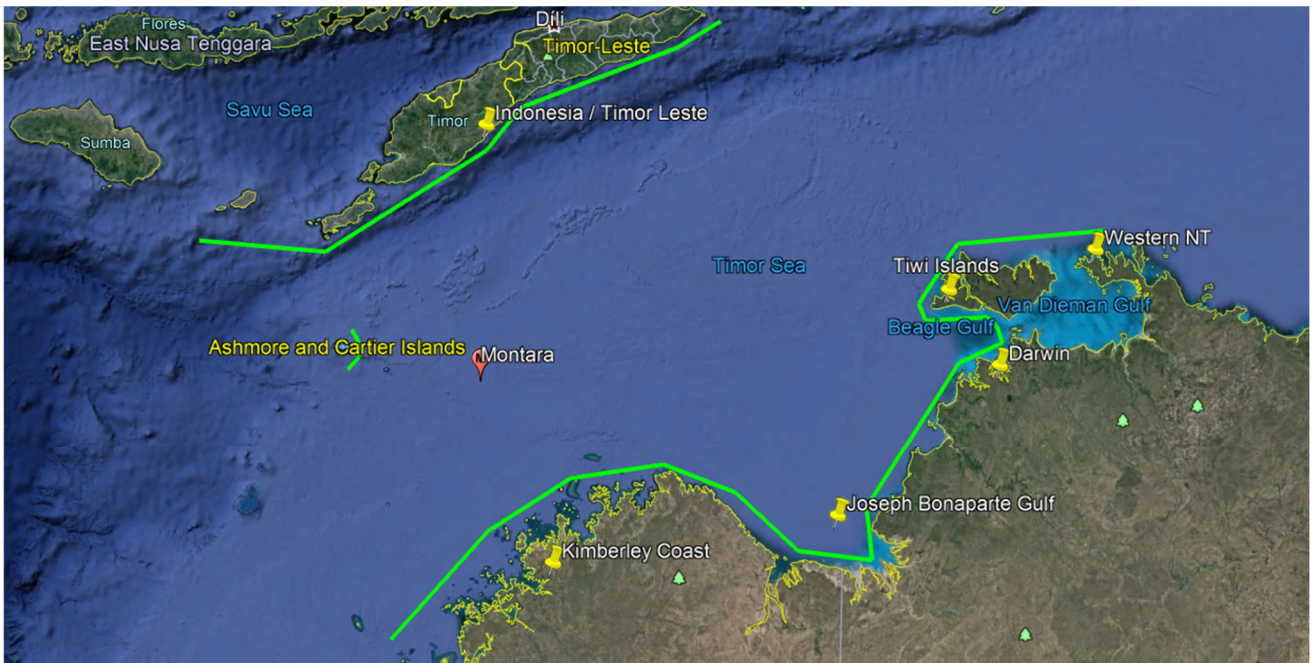 Flores
East Nusa Tenggara
Díli
Timor-Leste
Savu Sea
Indonesia / Timor Leste
Timor
Sumba
Western NT
Timor Sea
Tiwi Islands
Van Dieman Gulf
Beagle Gulf
Ashmore and Cartier Islands
Montara
Darwin
Joseph Bonaparte Gulf
Kimberley Coast